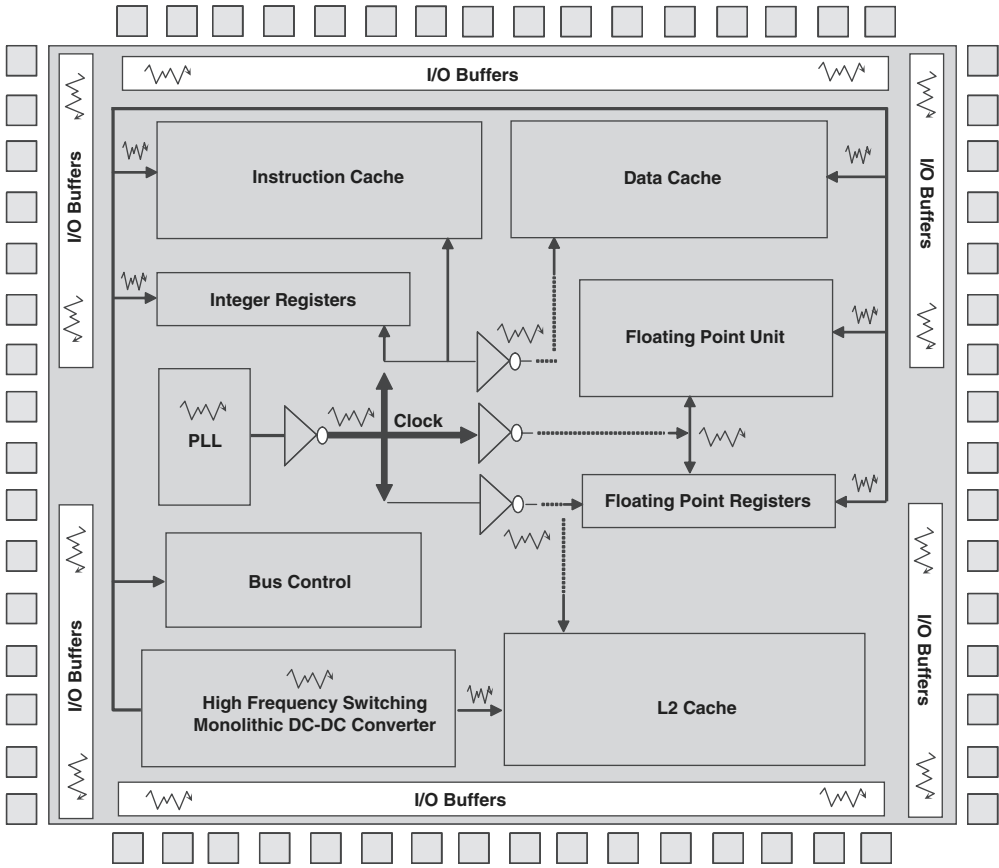 I/O Buffers
I/O Buffers
I/O Buffers
Instruction Cache
Data Cache
Integer Registers
Floating Point Unit
PLL
Clock
Floating Point Registers
Bus Control
I/O Buffers
I/O Buffers
High Frequency Switching
Monolithic DC-DC Converter
L2 Cache
I/O Buffers